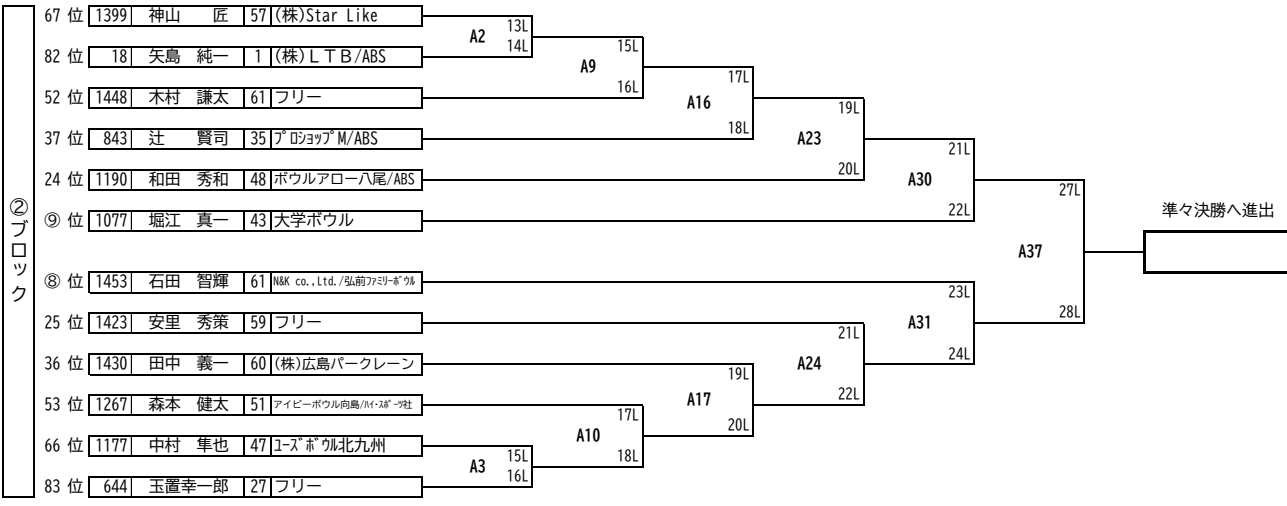 ②ブロック
67 位 1399 神山　　匠 57 (株)Star Like
82 位 18 矢島　純一 1 (株)ＬＴＢ/ABS
52 位 1448 木村　謙太 61 フリー
37 位 843 辻　　賢司 35 ﾌﾟﾛｼｮｯﾌﾟM/ABS
24 位 1190 和田　秀和 48 ボウルアロー八尾/ABS
⑨ 位 1077 堀江　真一 43 大学ボウル
⑧ 位 1453 石田　智輝 61 N&K co.,Ltd./弘前ﾌｧﾐﾘｰﾎﾞｳﾙ
25 位 1423 安里　秀策 59 フリー
36 位 1430 田中　義一 60 (株)広島パークレーン
53 位 1267 森本　健太 51 アイビーボウル向島/ﾊｲ･ｽﾎﾟｰﾂ社
66 位 1177 中村　隼也 47 ﾕｰｽﾞﾎﾞｳﾙ北九州
83 位 644 玉置幸一郎 27 フリー
A2
13L
14L
A9
15L
16L
A16
17L
18L
A23
19L
20L
A30
21L
22L
A37
27L
28L
A31
23L
24L
A24
21L
22L
A17
19L
20L
A10
17L
18L
A3
15L
16L
準々決勝へ進出